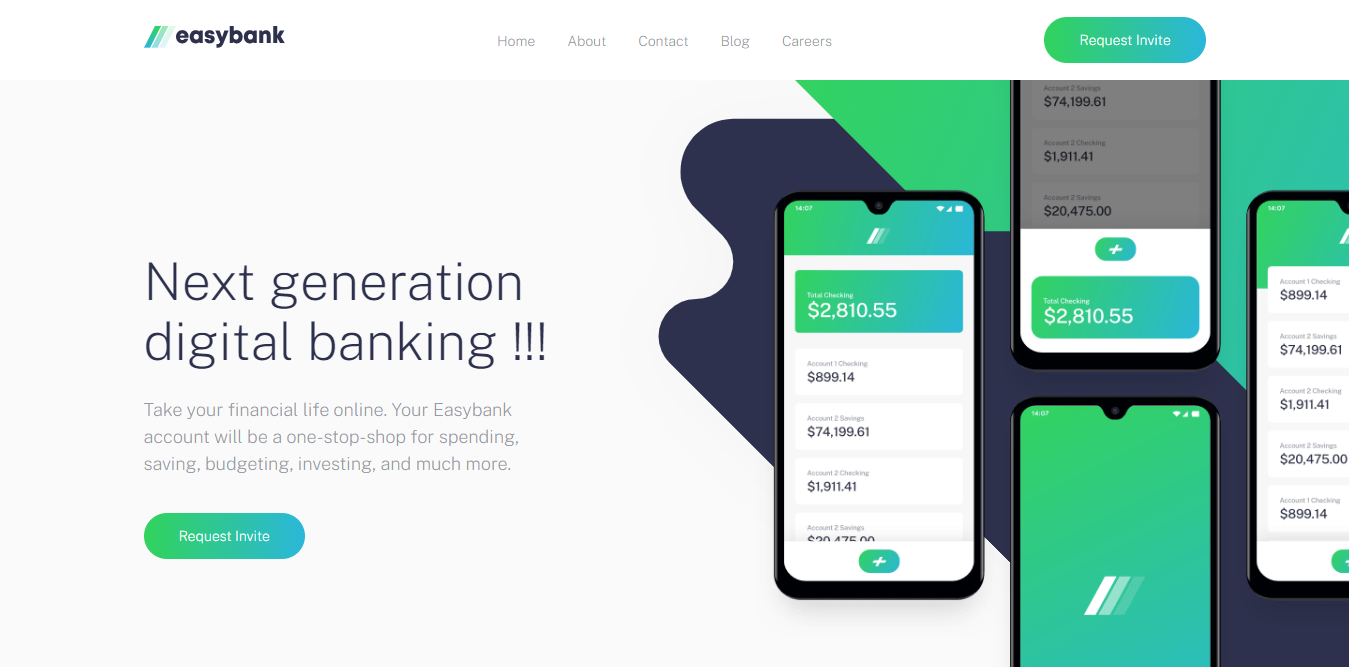 easybank
Home
About
Contact
Blog
Careers
Request Invite
Next generation
digital banking !!!
Take your financial life online. Your Easybank
account will be a one-stop-shop for spending,
saving, budgeting, investing, and much more.
Request Invite
14:07
Total Checking
$2,810.55
Account 1 Checking
$899.14
Account 2 Savings
$74,199.61
Account 2 Checking
$1,911.41
Account 2 Savings
$20,475.00
Account 2 Savings
$74,199.61
Account 2 Checking
$1,911.41
Account 2 Savings
$20,475.00
Total Checking
$2,810.55
14:07
14:07
Account 1 Checking
$899.14
Account 2 Savings
$74,199.61
Account 2 Checking
$1,911.41
Account 2 Savings
$20,475.00
Account 1 Checking
$899.14